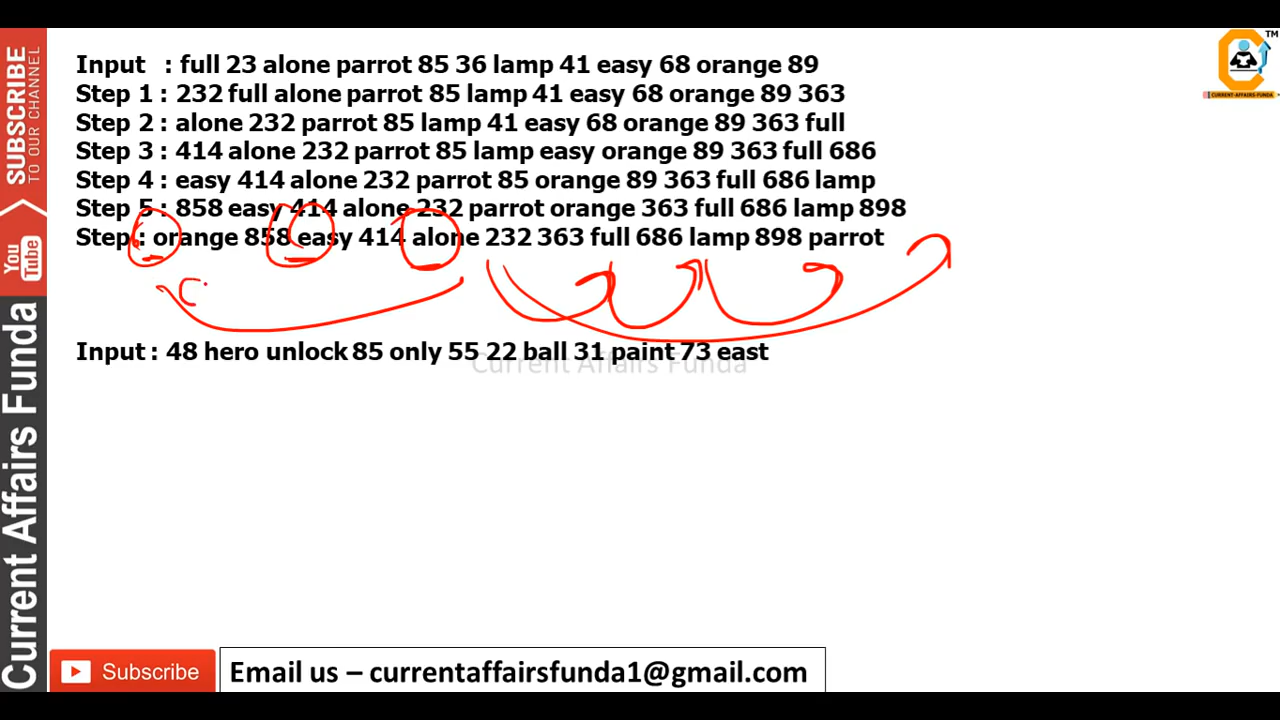 SUBSCRIBE
TO OUR CHANNEL
You Tube
Current Affairs Funda
TM
CURRENT-AFFAIRS-FUNDA
Input : full 23 alone parrot 85 36 lamp 41 easy 68 orange 89
Step 1 : 232 full alone parrot 85 lamp 41 easy 68 orange 89 363
Step 2 : alone 232 parrot 85 lamp 41 easy 68 orange 89 363 full
Step 3 : 414 alone 232 parrot 85 lamp easy orange 89 363 full 686
Step 4 : easy 414 alone 232 parrot 85 orange 89 363 full 686 lamp
Step 5 : 858 easy 414 alone 232 parrot orange 363 full 686 lamp 898
Step : orange 858 easy 414 alone 232 363 full 686 lamp 898 parrot
Input : 48 hero unlock 85 only 55 22 ball 31 paint 73 east
Current Affairs Funda
Subscribe
Email us – currentaffairsfunda1@gmail.com